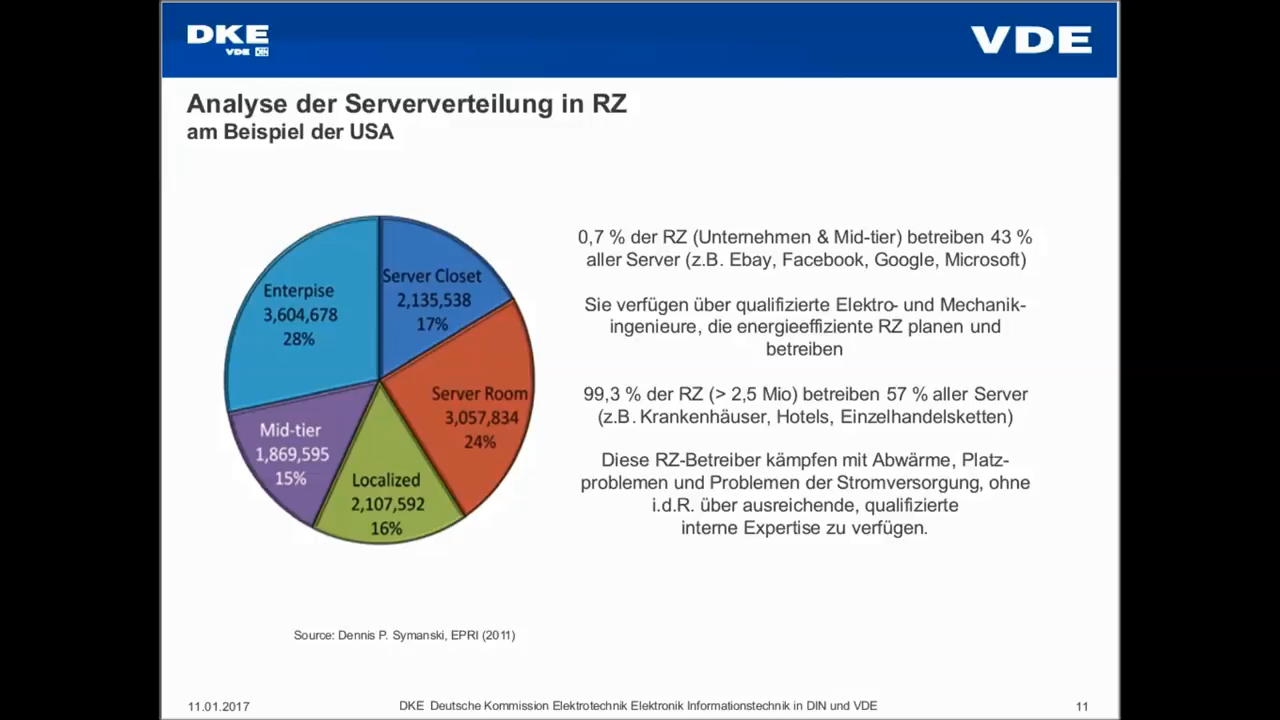 DKE
VDE DIN
VDE
Analyse der Serververteilung in RZ
am Beispiel der USA
Server Closet
2,135,538
17%
Server Room
3,057,834
24%
Localized
2,107,592
16%
Mid-tier
1,869,595
15%
Enterpise
3,604,678
28%
0,7 % der RZ (Unternehmen & Mid-tier) betreiben 43 %
aller Server (z.B. Ebay, Facebook, Google, Microsoft)
Sie verfügen über qualifizierte Elektro- und Mechanik-
ingenieure, die energieeffiziente RZ planen und
betreiben
99,3 % der RZ (> 2,5 Mio) betreiben 57 % aller Server
(z.B. Krankenhäuser, Hotels, Einzelhandelsketten)
Diese RZ-Betreiber kämpfen mit Abwärme, Platz-
problemen und Problemen der Stromversorgung, ohne
i.d.R. über ausreichende, qualifizierte
interne Expertise zu verfügen.
Source: Dennis P. Symanski, EPRI (2011)
11.01.2017
DKE Deutsche Kommission Elektrotechnik Elektronik Informationstechnik in DIN und VDE
11